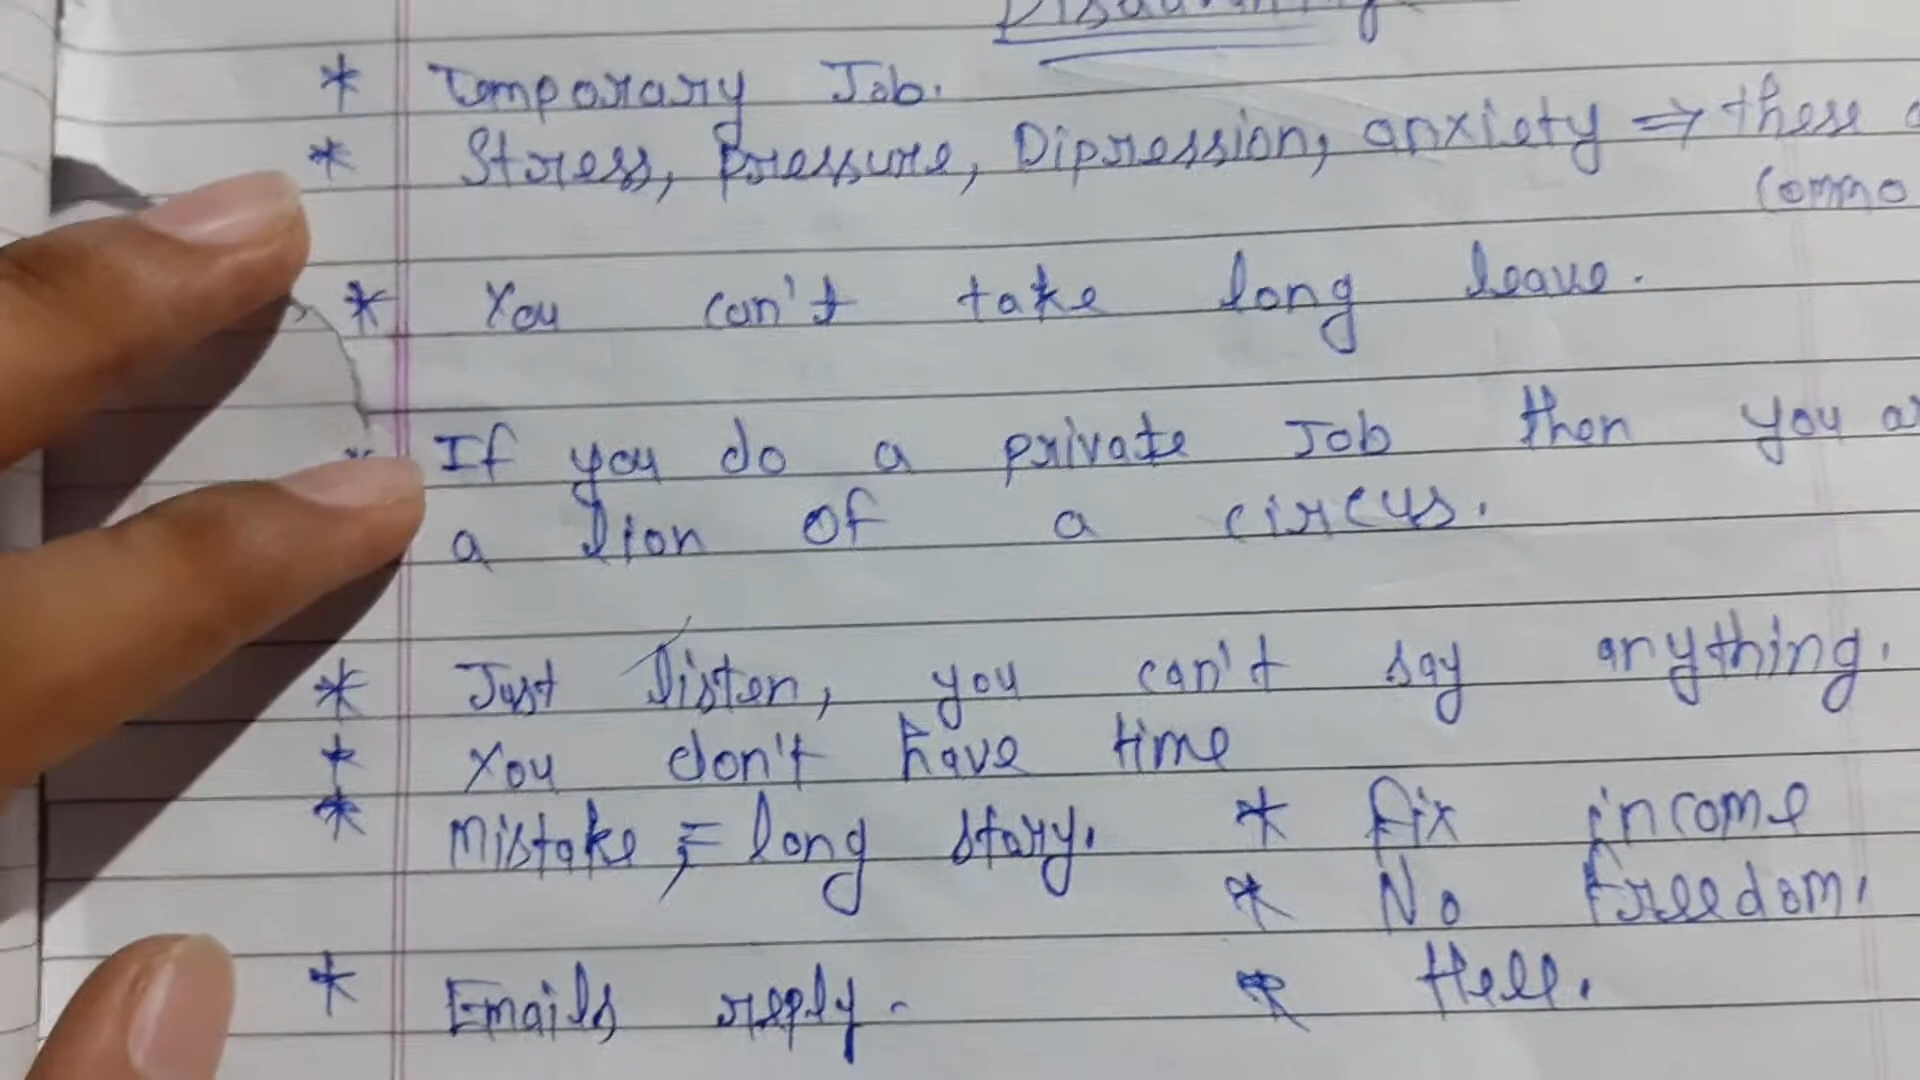 * Temporary Job.
* Stress, Pressure, Dipression, anxiety ⇒ these
* You can't take long leave.
* If you do a private Job then you
a lion of a circus.
* Just listen, you can't say anything.
* You don't have time
* Mistake = long story. * fix income
* No freedom.
* Emails reply - * Hell.